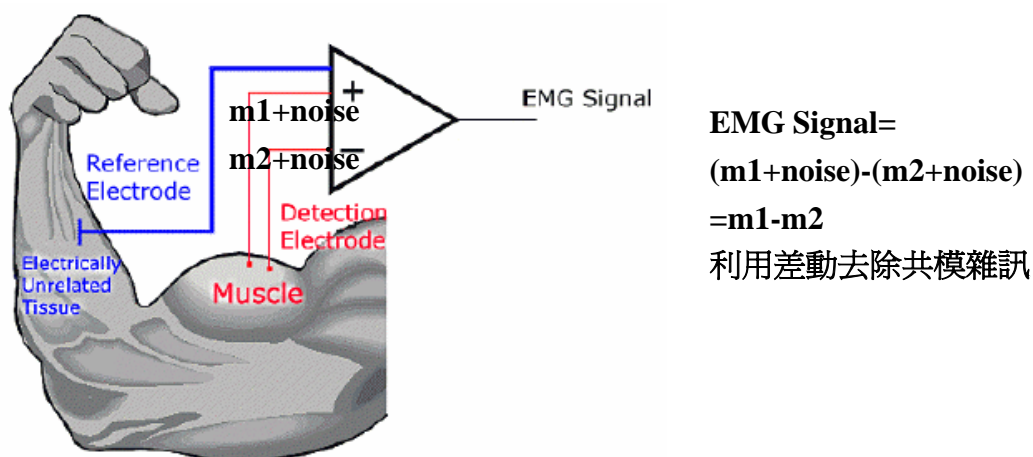 m1+noise
+
EMG Signal
m2+noise
−
Reference
Electrode
Detection
Electrode
Electrically
Unrelated
Tissue
Muscle
EMG Signal=
(m1+noise)-(m2+noise)
=m1-m2
利用差動去除共模雜訊